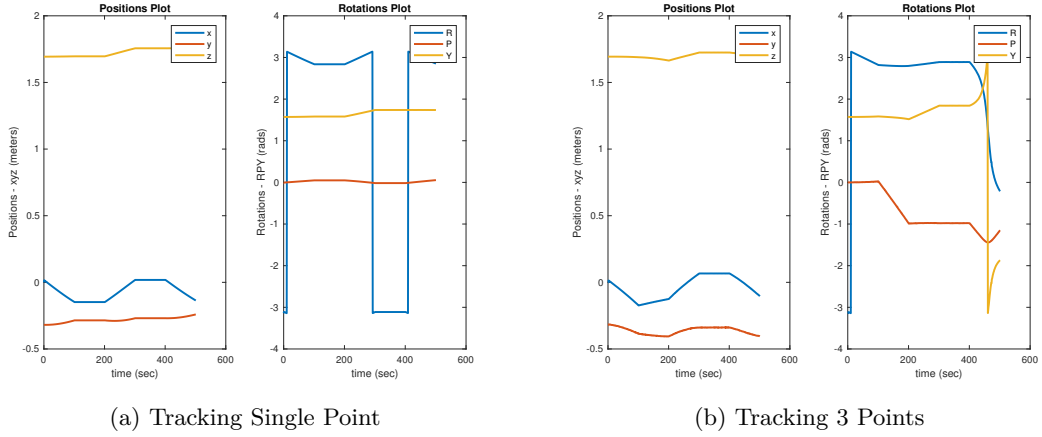 Positions Plot
2
1.5
1
0.5
0
-0.5
0 200 400 600
time (sec)
Positions - xyz (meters)
x
y
z
Rotations Plot
4
3
2
1
0
-1
-2
-3
-4
0 200 400 600
time (sec)
Rotations - RPY (rads)
R
P
Y
(a) Tracking Single Point
Positions Plot
2
1.5
1
0.5
0
-0.5
0 200 400 600
time (sec)
Positions - xyz (meters)
x
y
z
Rotations Plot
4
3
2
1
0
-1
-2
-3
-4
0 200 400 600
time (sec)
Rotations - RPY (rads)
R
P
Y
(b) Tracking 3 Points